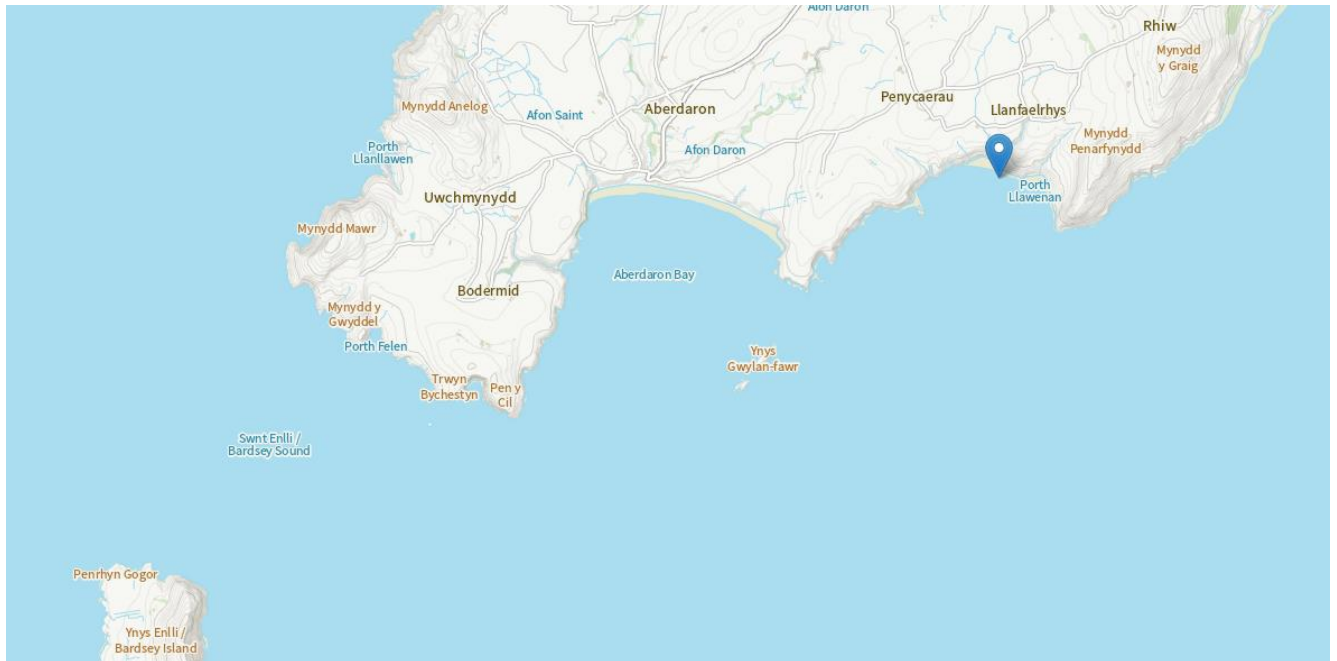 Afon Daron
Rhiw
Mynydd
y Graig
Mynydd Anelog
Afon Saint
Aberdaron
Penycaerau
Llanfaelrhys
Mynydd
Penarfynydd
Porth
Llanllawen
Afon Daron
Uwchmynydd
Porth
Llawenan
Mynydd Mawr
Aberdaron Bay
Bodermid
Mynydd y
Gwyddel
Porth Felen
Ynys
Gwylan-fawr
Trwyn
Bychestyn
Pen y
Cil
Swnt Enlli /
Bardsey Sound
Penrhyn Gogor
Ynys Enlli /
Bardsey Island